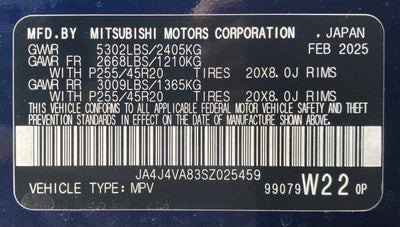 MFD.BY MITSUBISHI MOTORS CORPORATION , JAPAN
GVWR 5302LBS/2405KG FEB 2025
GAWR FR 2668LBS/1210KG
WITH P255/45R20 TIRES 20X8.0J RIMS
GAWR RR 3009LBS/1365KG
WITH P255/45R20 TIRES 20X8.0J RIMS
THIS VEHICLE CONFORMS TO ALL APPLICABLE FEDERAL MOTOR VEHICLE SAFETY AND THEFT
PREVENTION STANDARDS IN EFFECT ON THE DATE OF MANUFACTURE SHOWN ABOVE.
JA4J4VA83SZ025459
VEHICLE TYPE: MPV 99079 W22 0P